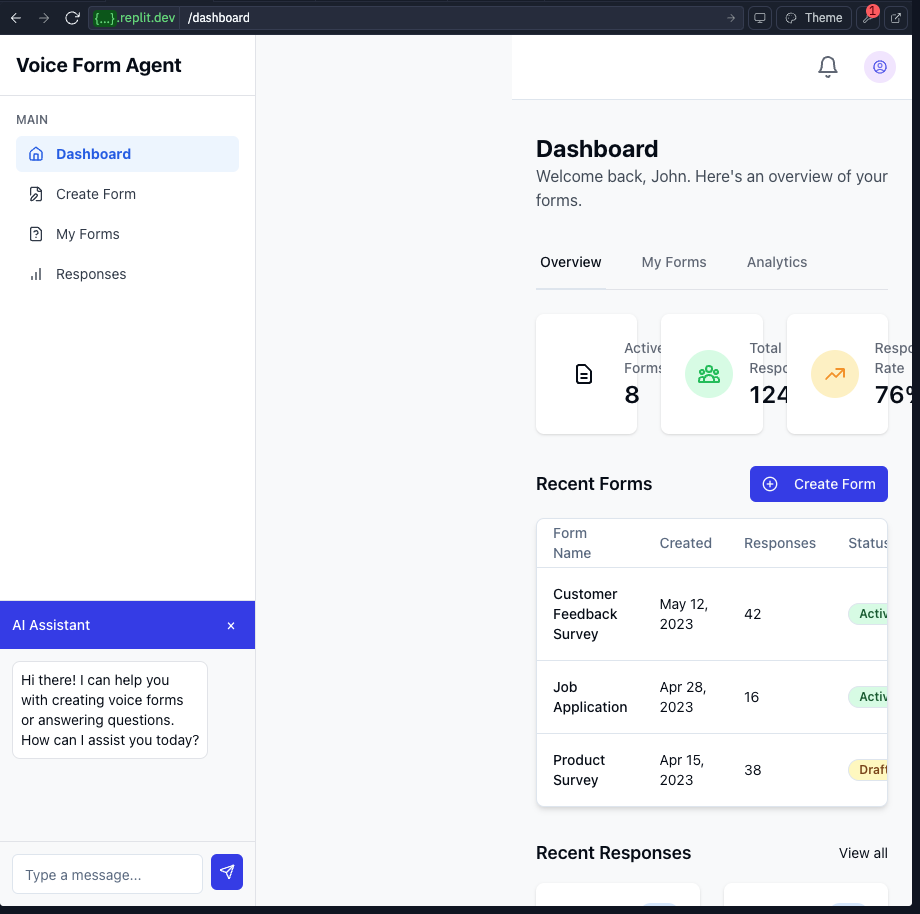 {...}.replit.dev /dashboard
Theme
1
Voice Form Agent
MAIN
Dashboard
Create Form
My Forms
Responses
AI Assistant
×
Hi there! I can help you
with creating voice forms
or answering questions.
How can I assist you today?
Type a message...
Dashboard
Welcome back, John. Here's an overview of your
forms.
Overview My Forms Analytics
Active
Forms
8
Total
Respo
124
Respo
Rate
76%
Recent Forms
Create Form
Form
Name
Created
Responses
Status
Customer
Feedback
Survey
May 12,
2023
42
Activ
Job
Application
Apr 28,
2023
16
Activ
Product
Survey
Apr 15,
2023
38
Draft
Recent Responses
View all